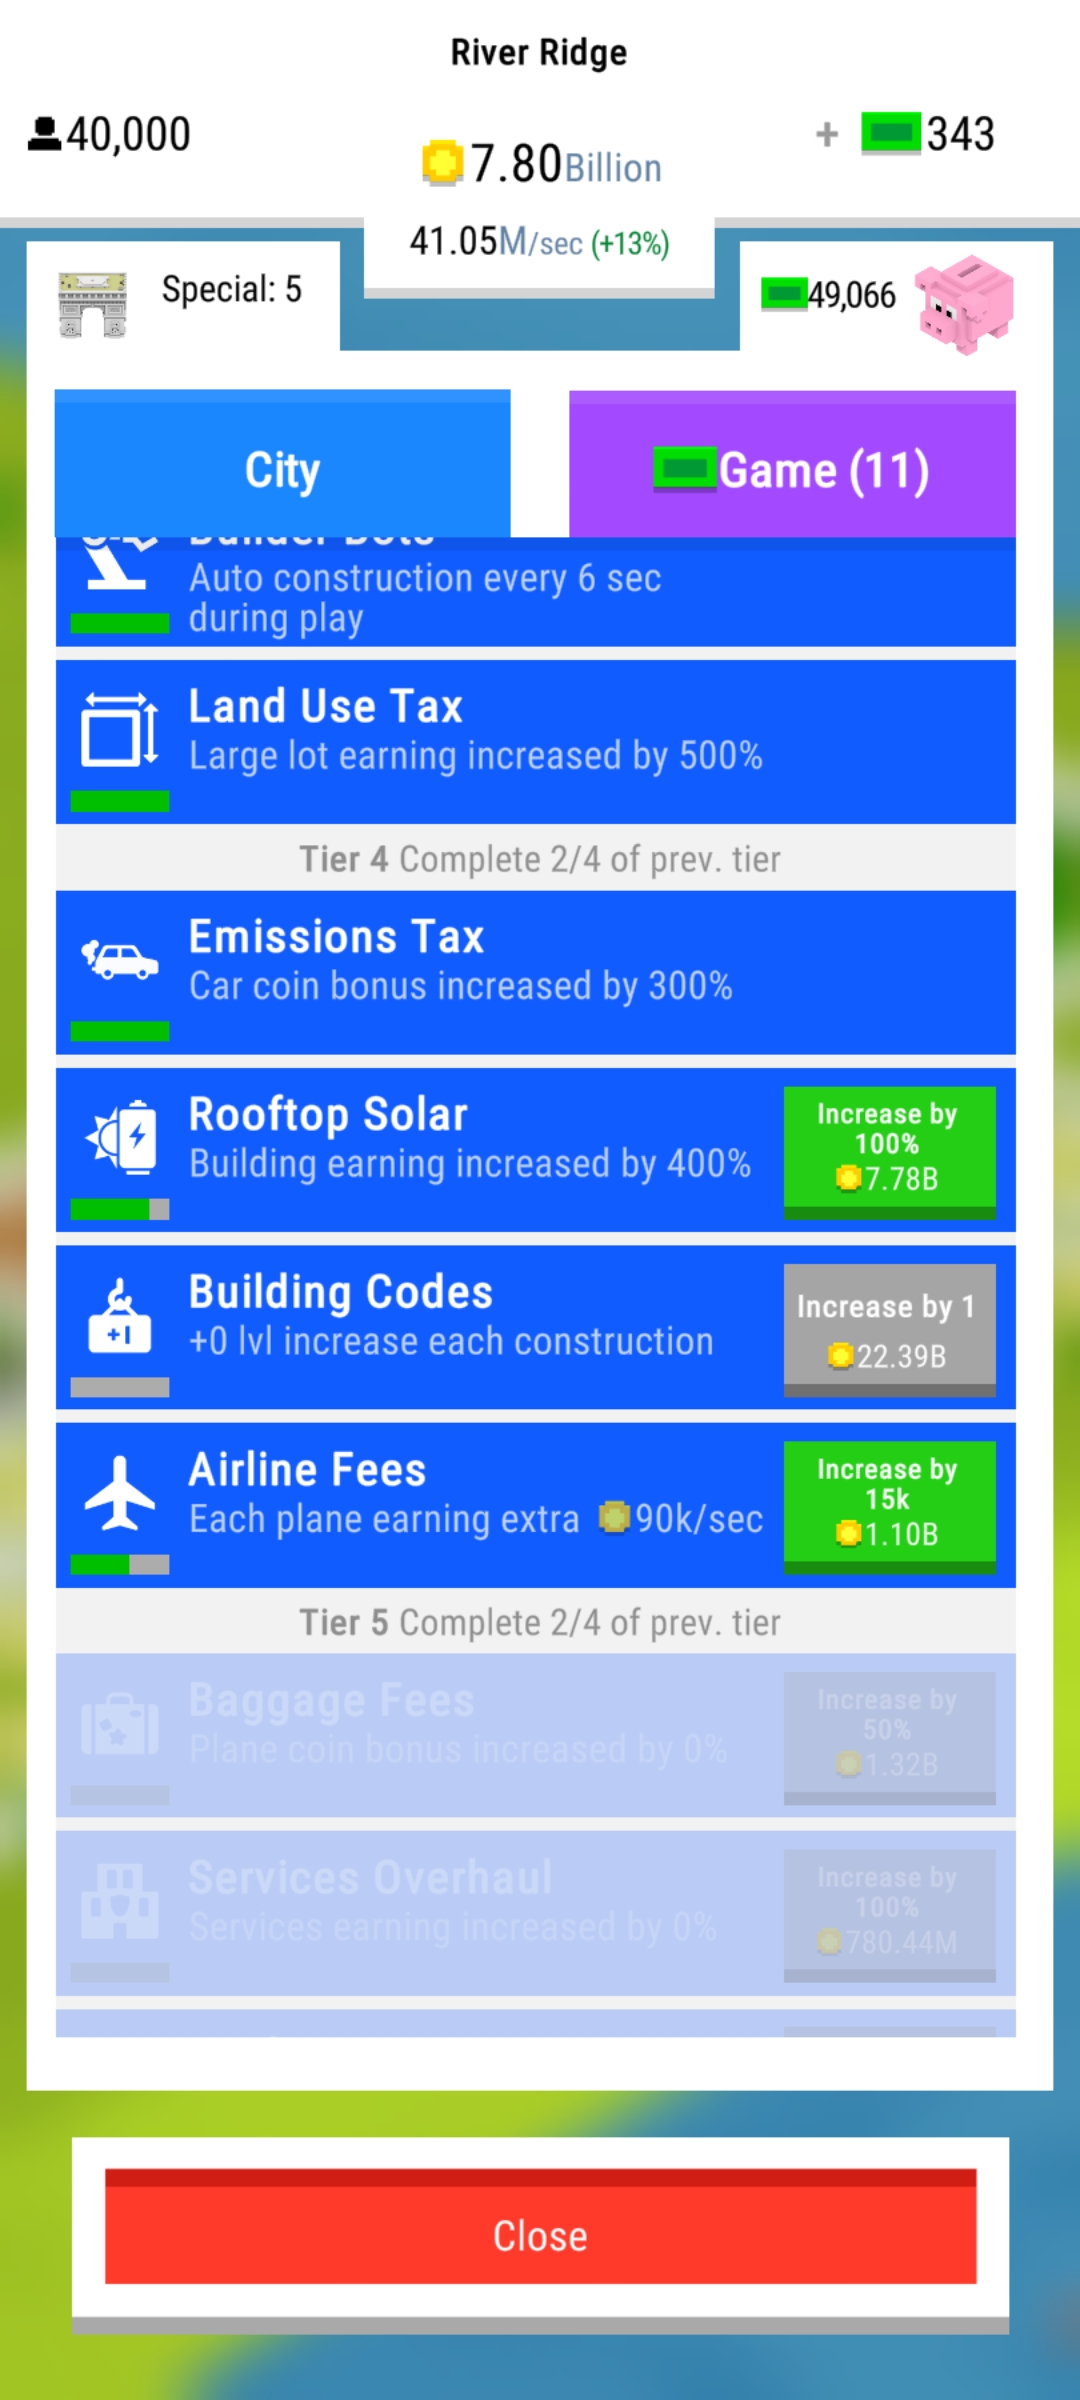 River Ridge
40,000
7.80Billion
+ 343
41.05M/sec (+13%)
Special: 5
49,066
City
Game (11)
Builder Bots
Auto construction every 6 sec
during play
Land Use Tax
Large lot earning increased by 500%
Tier 4 Complete 2/4 of prev. tier
Emissions Tax
Car coin bonus increased by 300%
Rooftop Solar
Building earning increased by 400%
Increase by
100%
7.78B
Building Codes
+0 lvl increase each construction
+1
Increase by 1
22.39B
Airline Fees
Each plane earning extra 90k/sec
Increase by
15k
1.10B
Tier 5 Complete 2/4 of prev. tier
Baggage Fees
Plane coin bonus increased by 0%
Increase by
50%
1.32B
Services Overhaul
Services earning increased by 0%
Increase by
100%
780.44M
Close